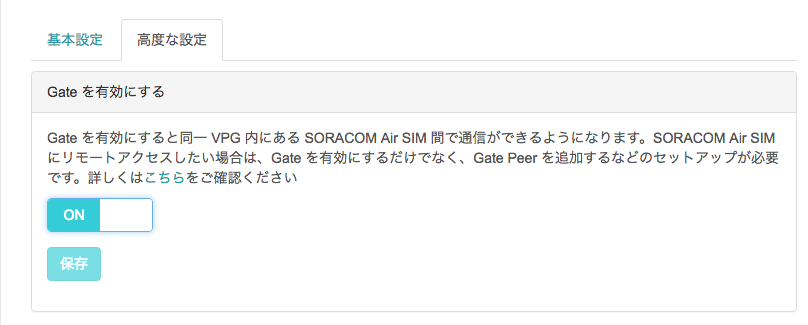 基本設定 高度な設定
Gate を有効にする
Gate を有効にすると同一 VPG 内にある SORACOM Air SIM 間で通信ができるようになります。SORACOM Air SIM
にリモートアクセスしたい場合は、Gate を有効にするだけでなく、Gate Peer を追加するなどのセットアップが必要
です。詳しくはこちらをご確認ください
ON
保存